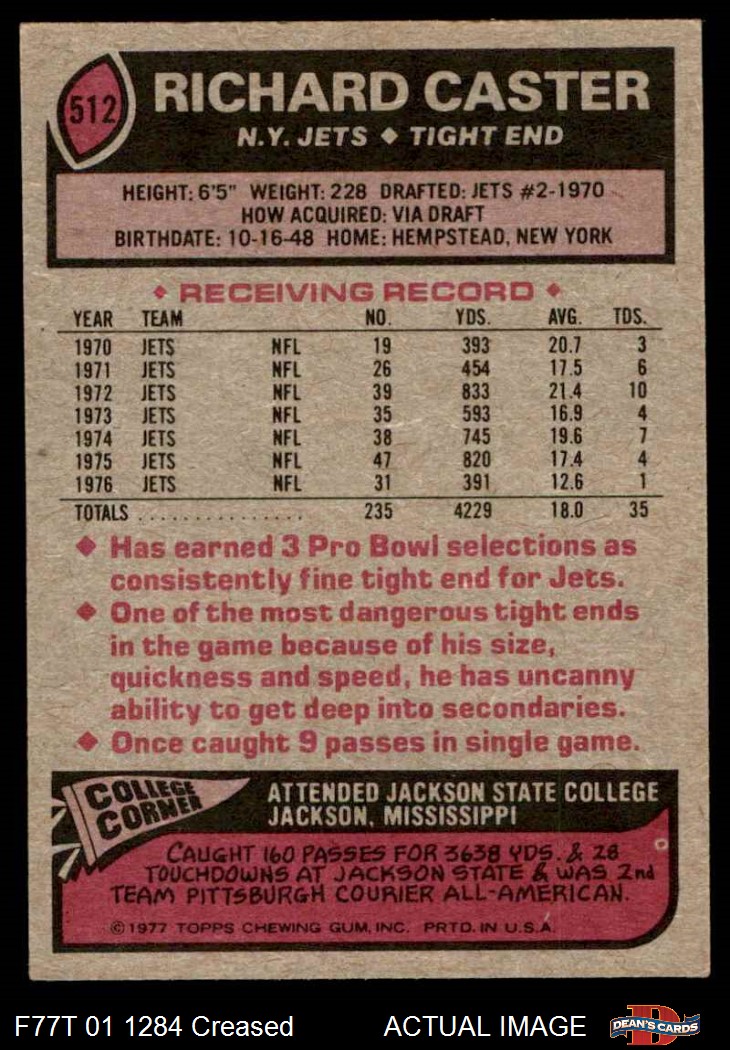 512
RICHARD CASTER
N.Y. JETS ◆ TIGHT END
HEIGHT: 6'5" WEIGHT: 228 DRAFTED: JETS #2-1970
HOW ACQUIRED: VIA DRAFT
BIRTHDATE: 10-16-48 HOME: HEMPSTEAD, NEW YORK
◆ RECEIVING RECORD ◆
YEAR TEAM NO. YDS. AVG. TDS.
1970 JETS NFL 19 393 20.7 3
1971 JETS NFL 26 454 17.5 6
1972 JETS NFL 39 833 21.4 10
1973 JETS NFL 35 593 16.9 4
1974 JETS NFL 38 745 19.6 7
1975 JETS NFL 47 820 17.4 4
1976 JETS NFL 31 391 12.6 1
TOTALS ................ 235 4229 18.0 35
◆ Has earned 3 Pro Bowl selections as
consistently fine tight end for Jets.
◆ One of the most dangerous tight ends
in the game because of his size,
quickness and speed, he has uncanny
ability to get deep into secondaries.
◆ Once caught 9 passes in single game.
COLLEGE
CORNER
ATTENDED JACKSON STATE COLLEGE
JACKSON, MISSISSIPPI
CAUGHT 160 PASSES FOR 3638 YDS. & 28
TOUCHDOWNS AT JACKSON STATE & WAS 2nd
TEAM PITTSBURGH COURIER ALL-AMERICAN.
© 1977 TOPPS CHEWING GUM, INC. PRTD. IN U.S.A.
F77T 01 1284 Creased ACTUAL IMAGE
D
DEAN'S CARDS